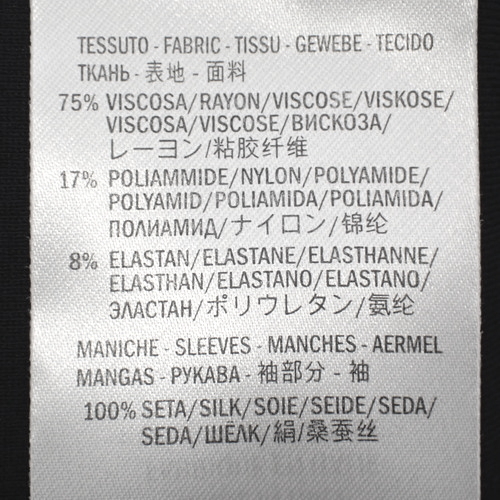 TESSUTO - FABRIC - TISSU - GEWEBE - TECIDO
ТКАНЬ - 表地 - 面料
75% VISCOSA/RAYON/VISCOSE/VISKOSE/
VISCOSA/VISCOSE/ВИСКОЗА/
レーヨン/粘胶纤维
17% POLIAMMIDE/NYLON/POLYAMIDE/
POLYAMID/POLIAMIDA/POLIAMIDA/
ПОЛИАМИД/ナイロン/锦纶
8% ELASTAN/ELASTANE/ELASTHANNE/
ELASTHAN/ELASTANO/ELASTANO/
ЭЛАСТАН/ポリウレタン/氨纶
MANICHE - SLEEVES - MANCHES - AERMEL
MANGAS - РУКАВА - 袖部分 - 袖
100% SETA/SILK/SOIE/SEIDE/SEDA/
SEDA/ШЁЛК/絹/桑蚕丝